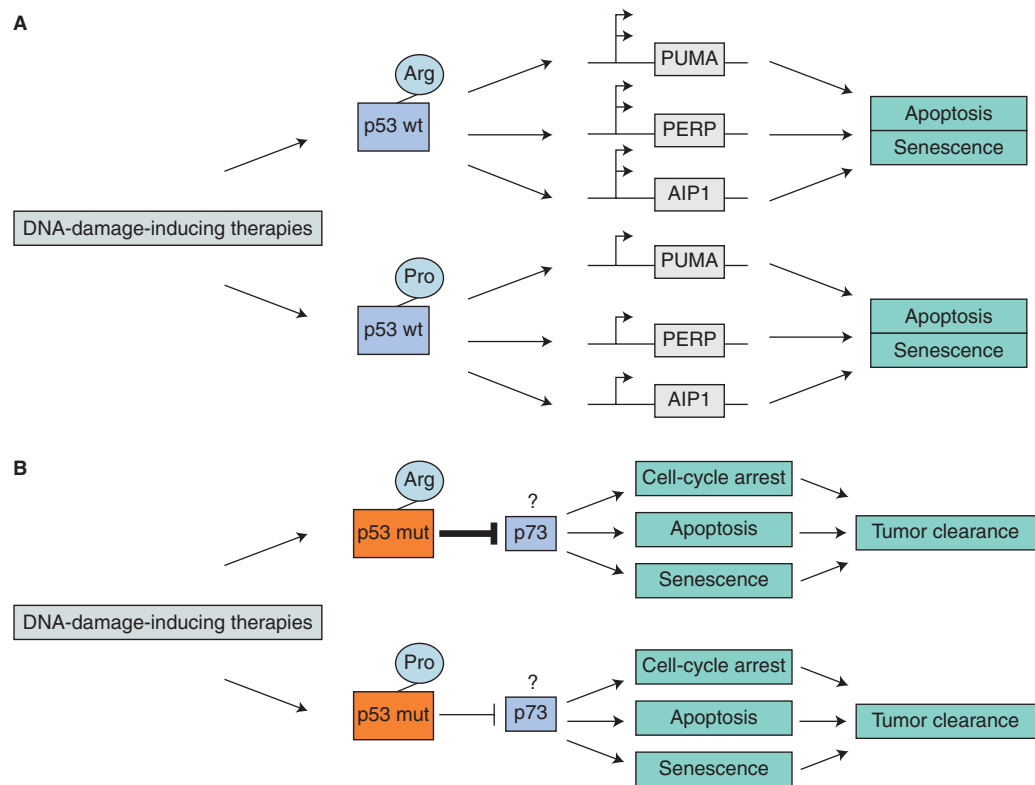 A
Arg
p53 wt
PUMA
PERP
AIP1
Apoptosis
Senescence
DNA-damage-inducing therapies
Pro
p53 wt
PUMA
PERP
AIP1
Apoptosis
Senescence
B
Arg
p53 mut
?
p73
Cell-cycle arrest
Apoptosis
Senescence
Tumor clearance
DNA-damage-inducing therapies
Pro
p53 mut
?
p73
Cell-cycle arrest
Apoptosis
Senescence
Tumor clearance